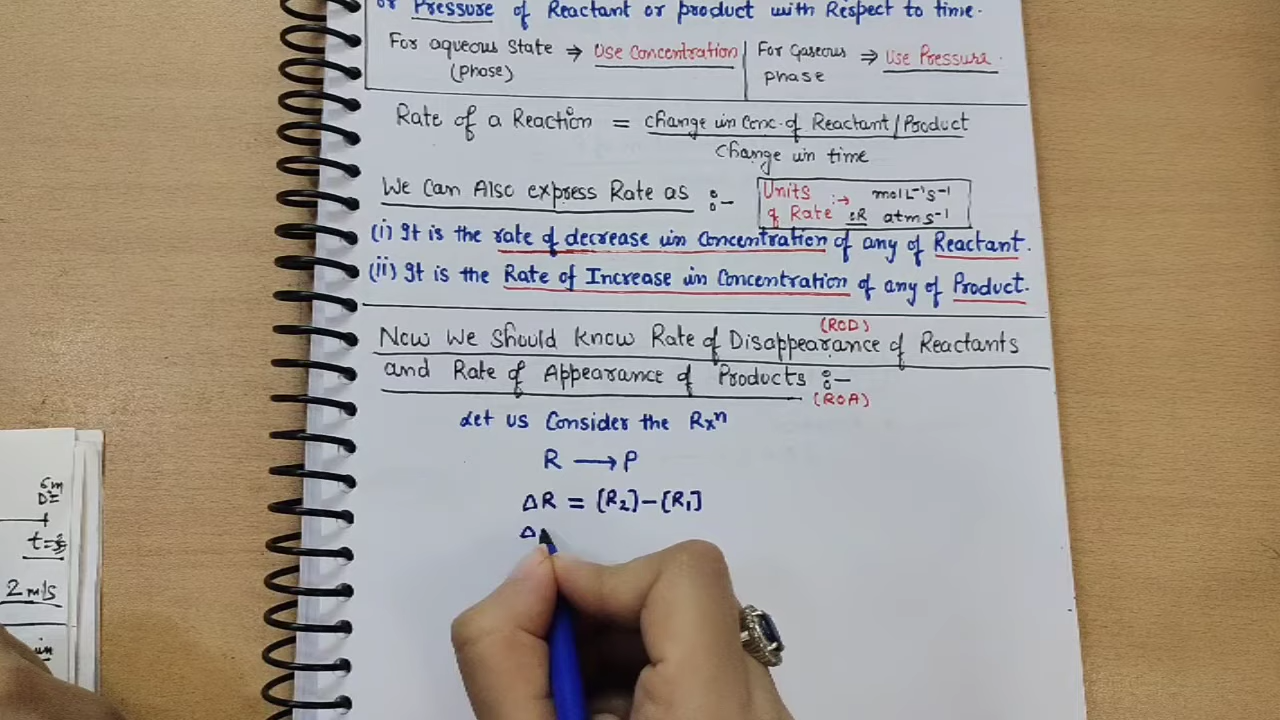 or Pressure of Reactant or product with Respect to time.
For aqueous state → Use Concentration
(phase)
For Gaseous ⇒ Use Pressure.
phase
Rate of a Reaction = change in Conc. of Reactant/Product
Change in time
We Can Also express Rate as :-
Units :→ mol L⁻¹ s⁻¹
of Rate OR atm s⁻¹
(i) It is the rate of decrease in Concentration of any of Reactant.
(ii) It is the Rate of Increase in Concentration of any of Product.
(ROD)
Now We Should know Rate of Disappearance of Reactants
and Rate of Appearance of Products :-
(ROA)
Let us Consider the Rxⁿ
R → P
ΔR = [R₂]-[R₁]
Δ
2 m/s